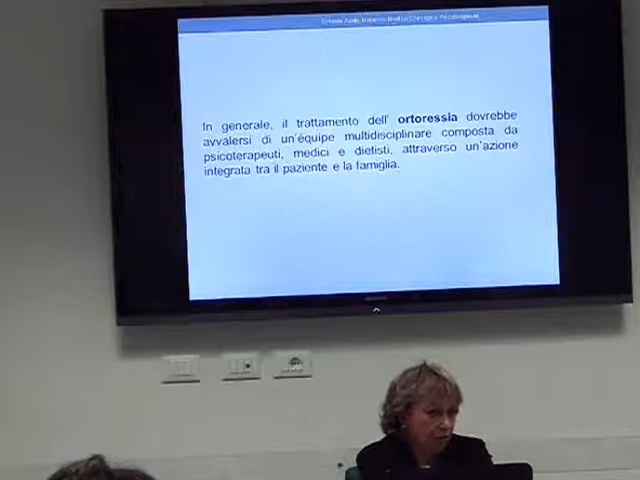 In generale, il trattamento dell' ortoressia dovrebbe
avvalersi di un'équipe multidisciplinare composta da
psicoterapeuti, medici e dietisti, attraverso un'azione
integrata tra il paziente e la famiglia.